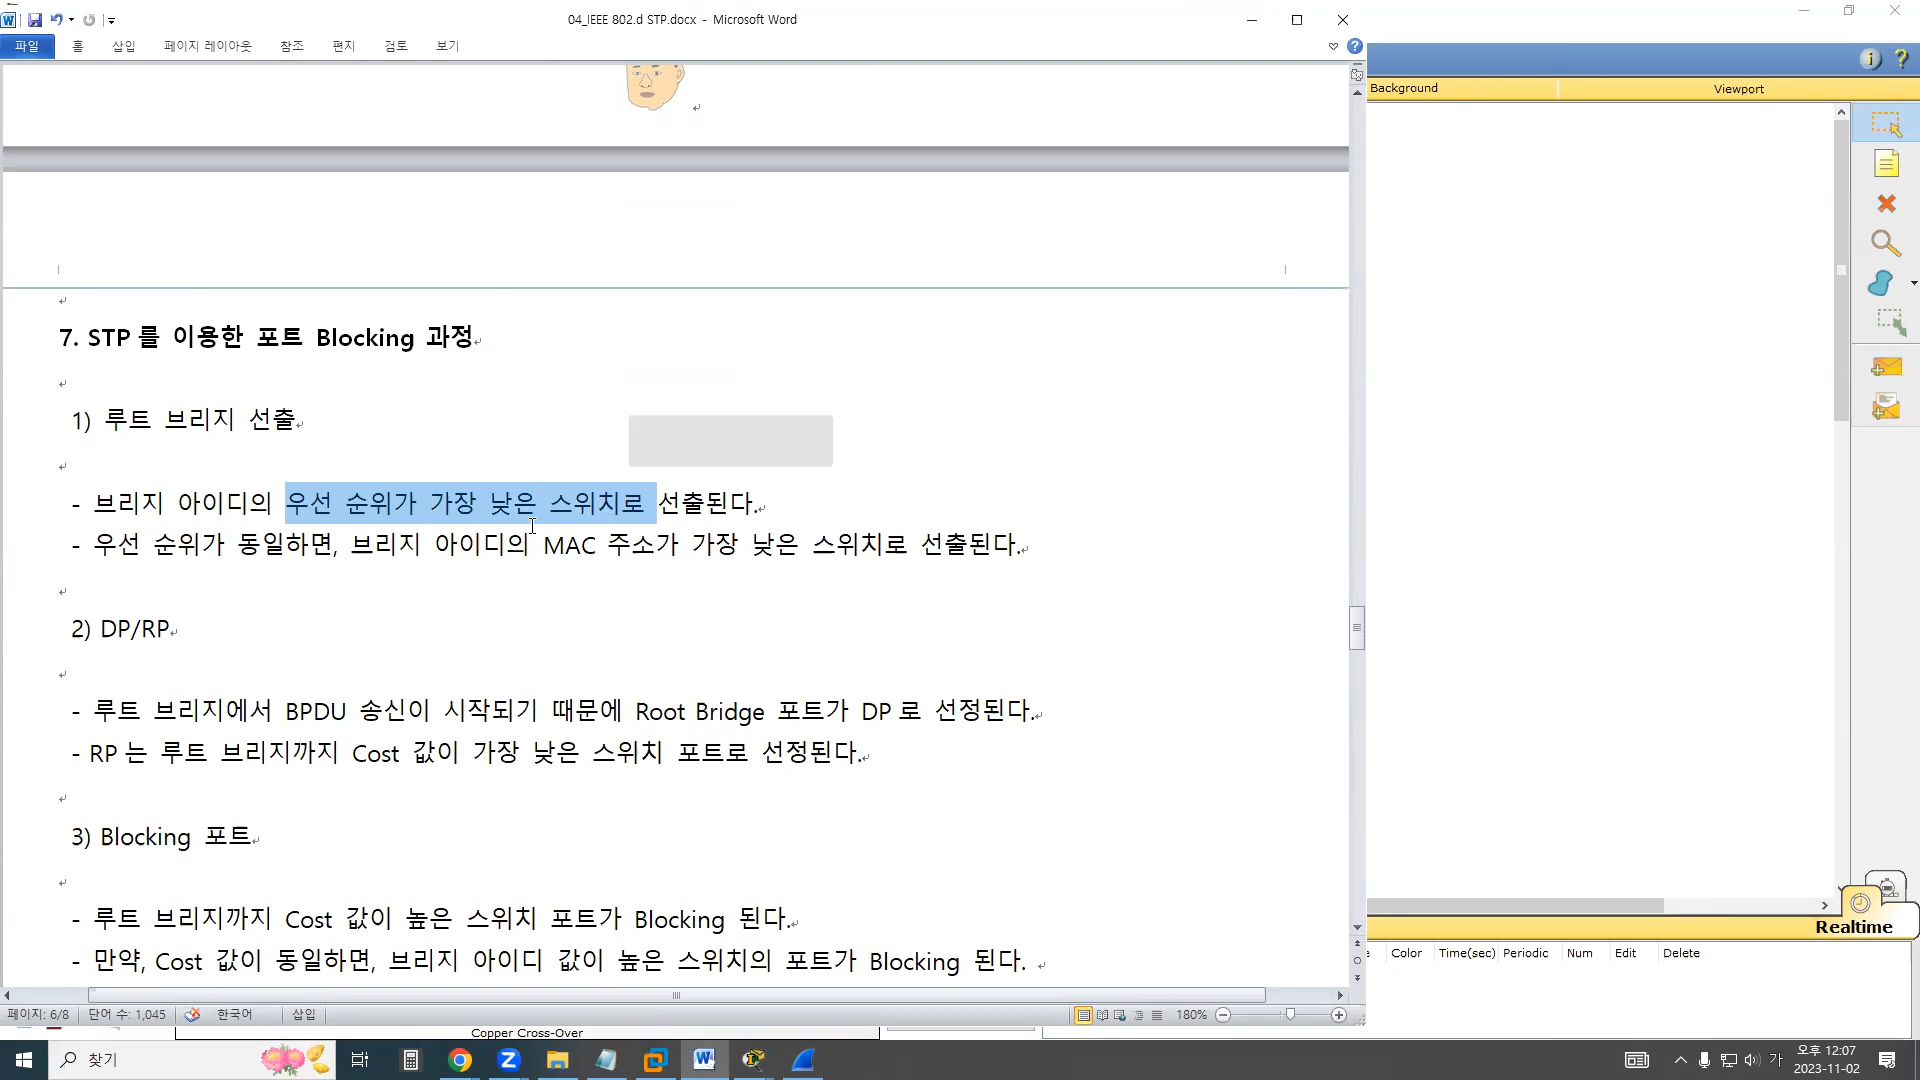 04_IEEE 802.d STP.docx - Microsoft Word
파일 홈 삽입 페이지 레이아웃 참조 편지 검토 보기
Background Viewport
7. STP를 이용한 포트 Blocking 과정
1) 루트 브리지 선출
- 브리지 아이디의 우선 순위가 가장 낮은 스위치로 선출된다.
- 우선 순위가 동일하면, 브리지 아이디의 MAC 주소가 가장 낮은 스위치로 선출된다.
2) DP/RP
- 루트 브리지에서 BPDU 송신이 시작되기 때문에 Root Bridge 포트가 DP로 선정된다.
- RP는 루트 브리지까지 Cost 값이 가장 낮은 스위치 포트로 선정된다.
3) Blocking 포트
- 루트 브리지까지 Cost 값이 높은 스위치 포트가 Blocking 된다.
- 만약, Cost 값이 동일하면, 브리지 아이디 값이 높은 스위치의 포트가 Blocking 된다.
Realtime
Color Time(sec) Periodic Num Edit Delete
페이지: 6/8 단어 수: 1,045 한국어 삽입 180%
Copper Cross-Over
찾기
가 오후 12:07
2023-11-02